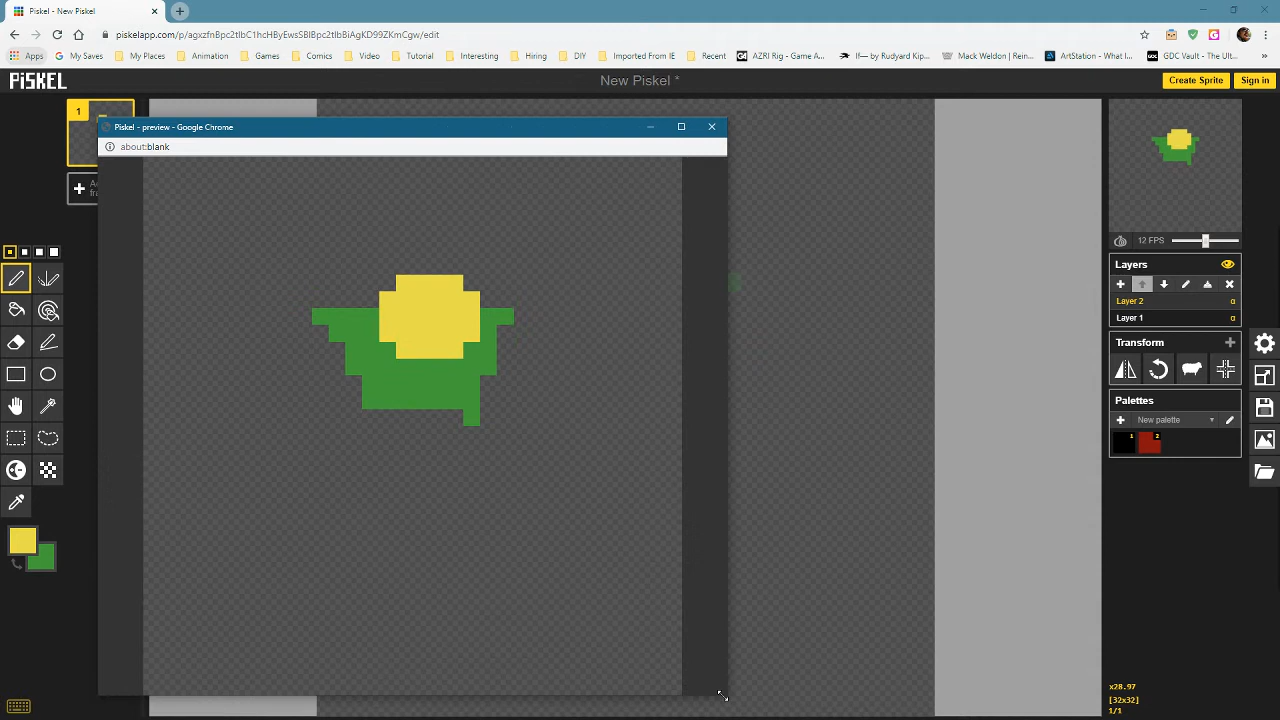 Piskel - New Piskel
piskelapp.com/p/agxzfnBpc2tlbC1hcHByEwsSBlBpc2tlbBiAgKD99ZKmCgw/edit
Apps My Saves My Places Animation Games Comics Video Tutorial Interesting Hiring DIY Imported From IE Recent AZRI Rig - Game A... If— by Rudyard Kip... Mack Weldon | Rein... ArtStation - What I... GDC Vault - The Ult... »
PiSKEL New Piskel * Create Sprite Sign in
1
Piskel - preview - Google Chrome
about:blank
12 FPS
Layers
Layer 2 α
Layer 1 α
Transform
Palettes
New palette
1 2
x28.97
[32x32]
1/1